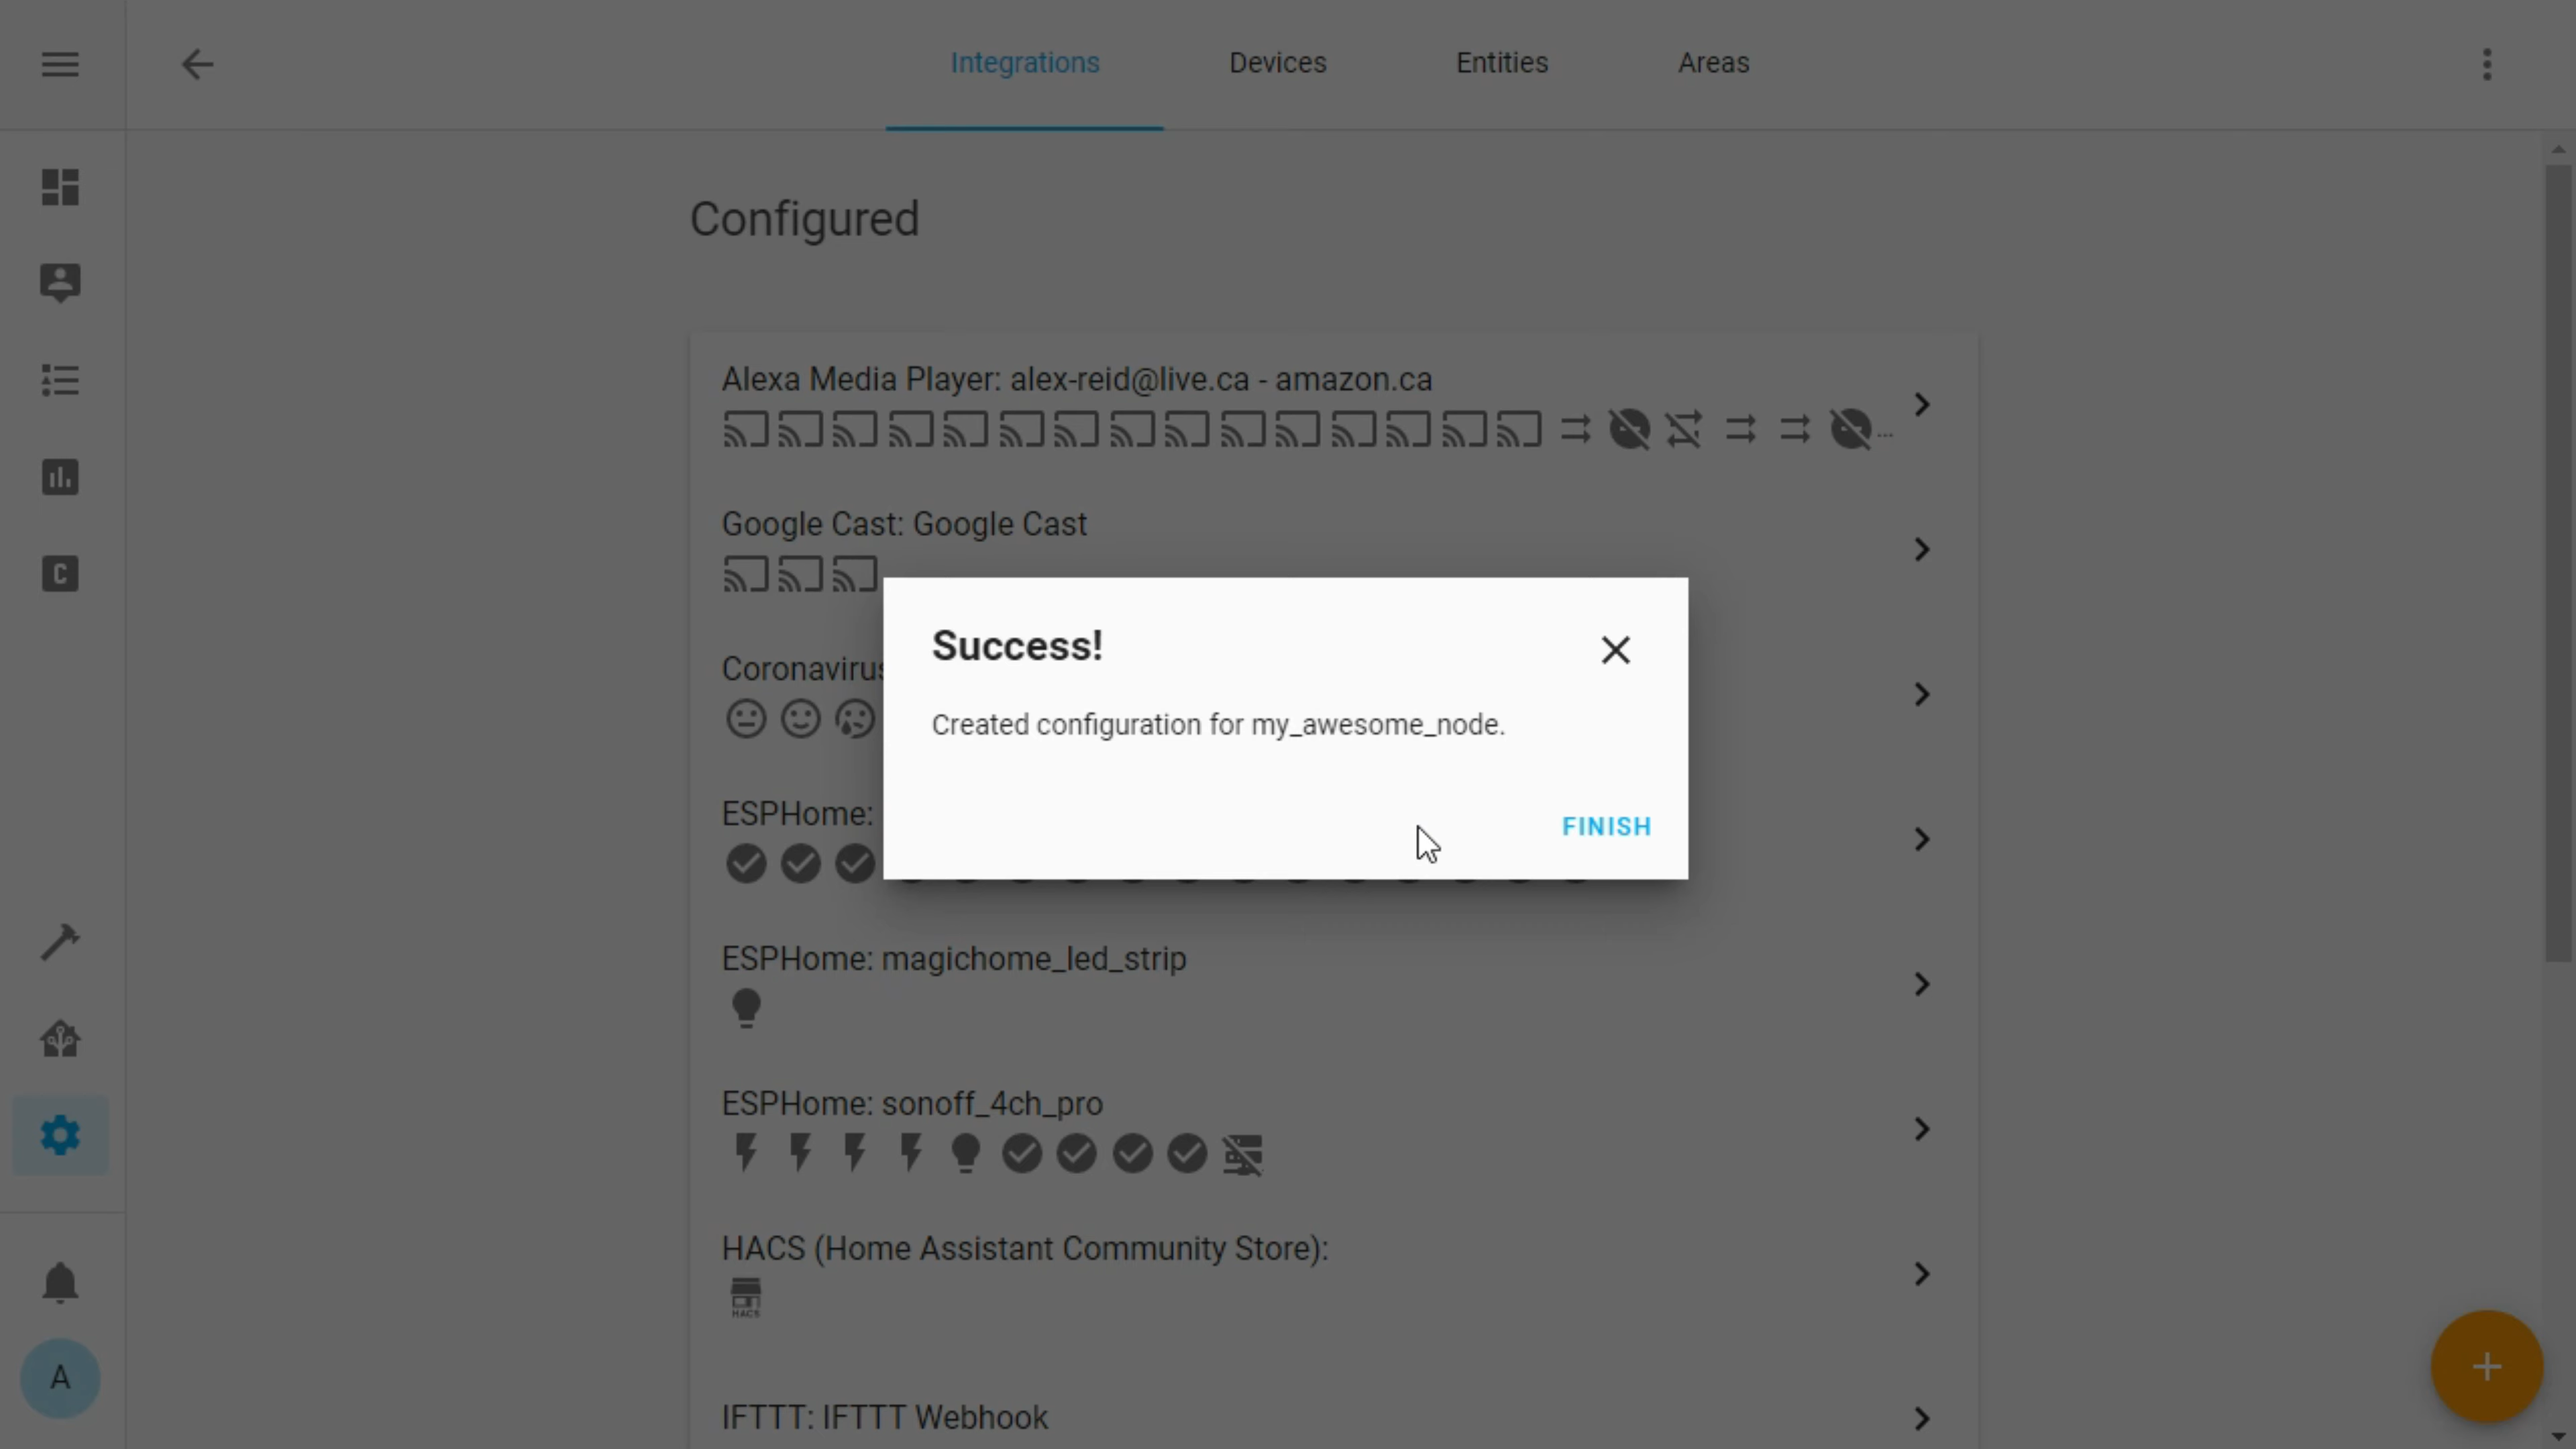 Integrations Devices Entities Areas
Configured
Alexa Media Player: alex-reid@live.ca - amazon.ca
...
Google Cast: Google Cast
Coronavirus
ESPHome:
Success!
Created configuration for my_awesome_node.
FINISH
ESPHome: magichome_led_strip
ESPHome: sonoff_4ch_pro
HACS (Home Assistant Community Store):
HACS
IFTTT: IFTTT Webhook
C
A